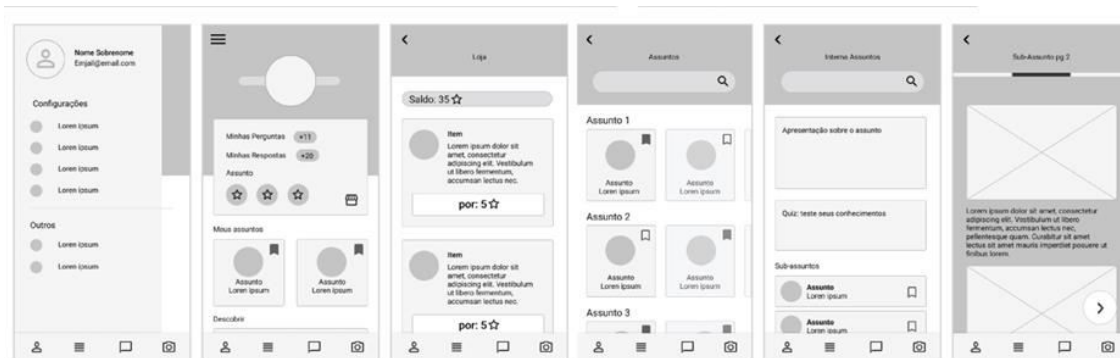 Nome Sobrenome
Emjail@email.com
Configurações
Loren ipsum
Loren ipsum
Loren ipsum
Loren ipsum
Outros
Loren ipsum
Loren ipsum
Minhas Perguntas +11
Minhas Respostas +20
Assunto
Meus assuntos
Assunto
Loren ipsum
Assunto
Loren ipsum
Descobrir
Loja
Saldo: 35
Item
Lorem ipsum dolor sit
amet, consectetur
adipiscing elit. Vestibulum
ut libero fermentum,
accumsan lectus nec.
por: 5
Item
Lorem ipsum dolor sit
amet, consectetur
adipiscing elit. Vestibulum
ut libero fermentum,
accumsan lectus nec.
por: 5
Assuntos
Assunto 1
Assunto
Loren ipsum
Assunto
Loren ipsum
Assunto 2
Assunto
Loren ipsum
Assunto
Loren ipsum
Assunto 3
Interna Assuntos
Apresentação sobre o assunto
Quiz: teste seus conhecimentos
Sub-assuntos
Assunto
Loren ipsum
Assunto
Loren ipsum
Sub-Assunto pg 2
Lorem ipsum dolor sit amet, consectetur
adipiscing elit. Vestibulum ut libero
fermentum, accumsan lectus nec,
pellentesque quam. Curabitur sit amet
lectus sit amet mauris imperdiet posuere ut
finibus lorem.